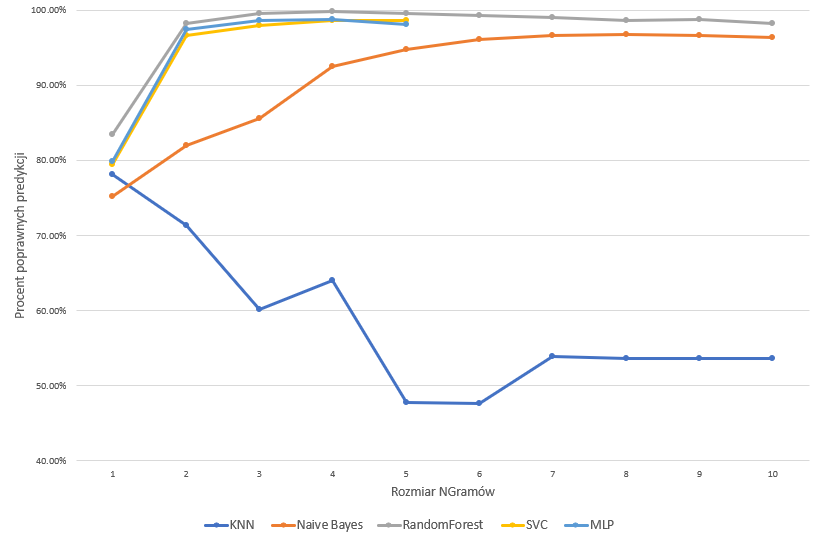 100.00%
90.00%
80.00%
70.00%
60.00%
50.00%
40.00%
Procent poprawnych predykcji
1 2 3 4 5 6 7 8 9 10
Rozmiar NGramów
KNN Naive Bayes RandomForest SVC MLP